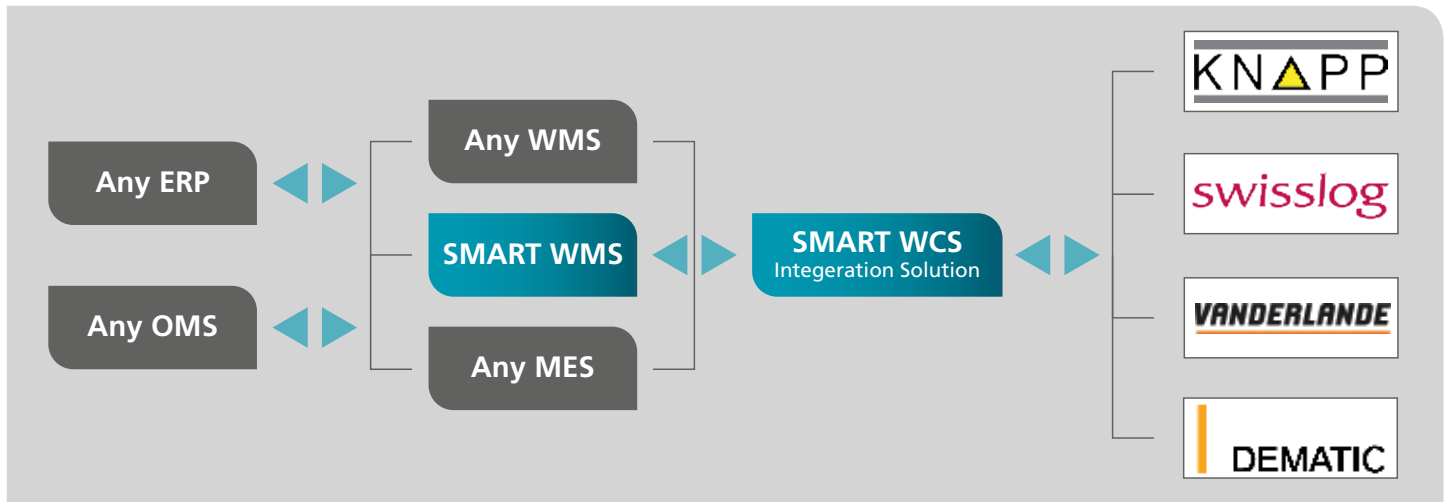 Any ERP
Any OMS
Any WMS
SMART WMS
Any MES
SMART WCS
Integeration Solution
KNAPP
swisslog
VANDERLANDE
DEMATIC